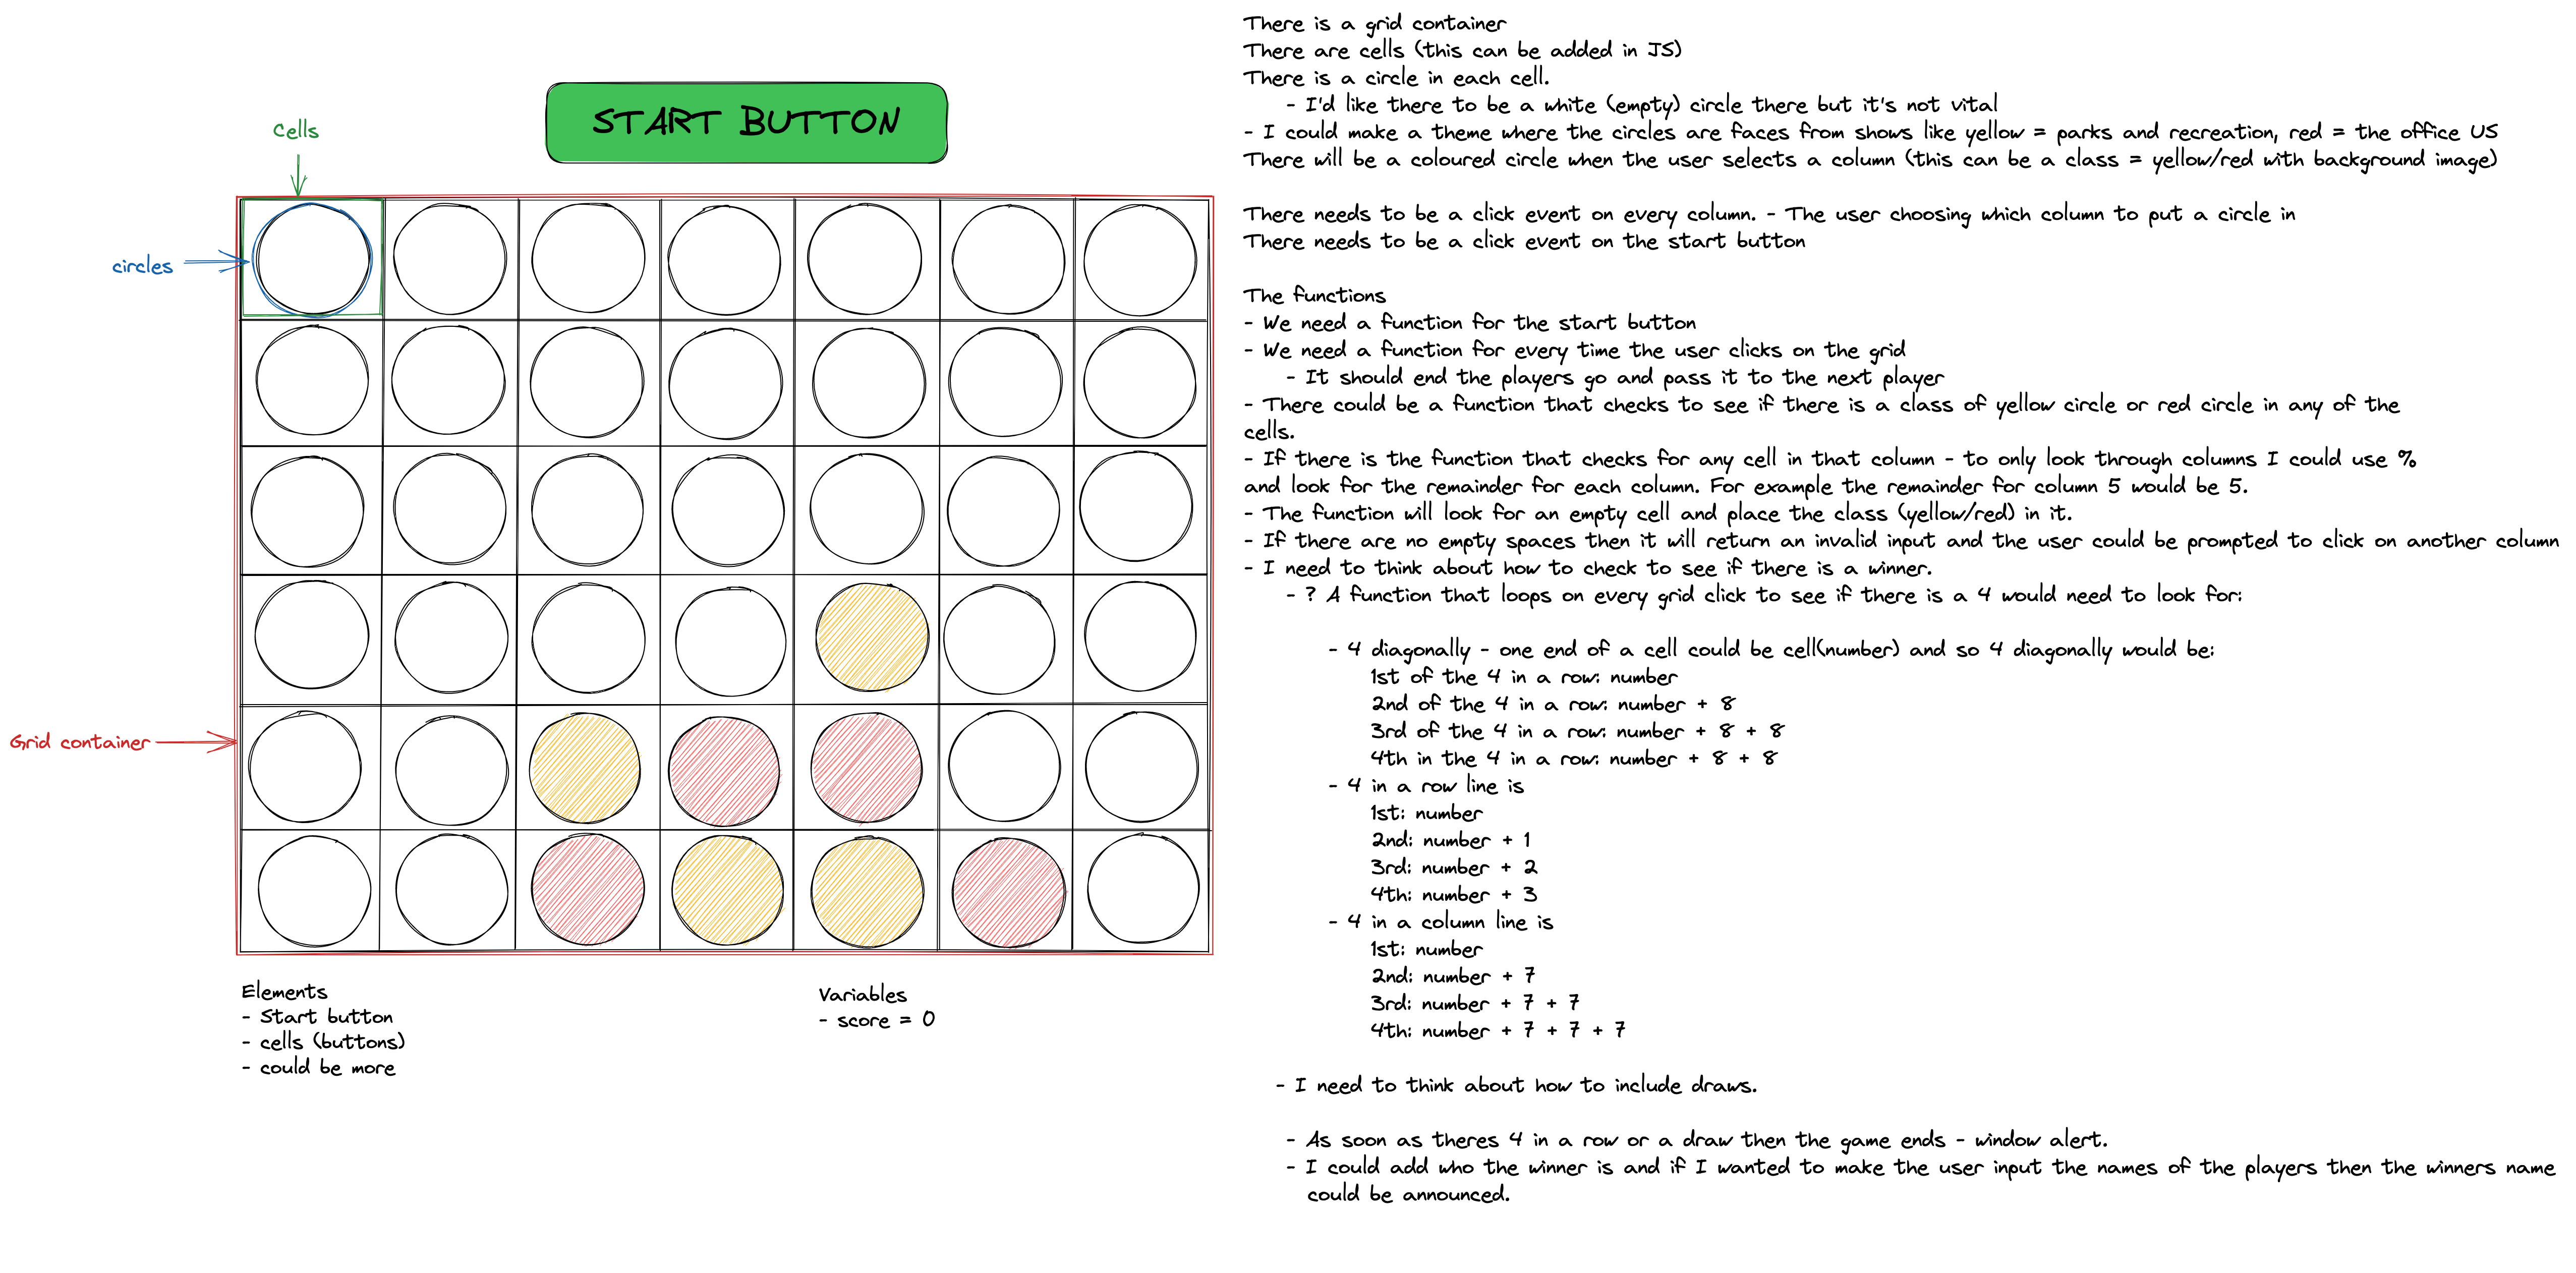 START BUTTON
Cells
circles
Grid container
Elements
- Start button
- cells (buttons)
- could be more
Variables
- score = 0
There is a grid container
There are cells (this can be added in JS)
There is a circle in each cell.
- I'd like there to be a white (empty) circle there but it's not vital
- I could make a theme where the circles are faces from shows like yellow = parks and recreation, red = the office US
There will be a coloured circle when the user selects a column (this can be a class = yellow/red with background image)
There needs to be a click event on every column. - The user choosing which column to put a circle in
There needs to be a click event on the start button
The functions
- We need a function for the start button
- We need a function for every time the user clicks on the grid
- It should end the players go and pass it to the next player
- There could be a function that checks to see if there is a class of yellow circle or red circle in any of the
cells.
- If there is the function that checks for any cell in that column - to only look through columns I could use %
and look for the remainder for each column. For example the remainder for column 5 would be 5.
- The function will look for an empty cell and place the class (yellow/red) in it.
- If there are no empty spaces then it will return an invalid input and the user could be prompted to click on another column
- I need to think about how to check to see if there is a winner.
- ? A function that loops on every grid click to see if there is a 4 would need to look for:
- 4 diagonally - one end of a cell could be cell(number) and so 4 diagonally would be:
1st of the 4 in a row: number
2nd of the 4 in a row: number + 8
3rd of the 4 in a row: number + 8 + 8
4th in the 4 in a row: number + 8 + 8
- 4 in a row line is
1st: number
2nd: number + 1
3rd: number + 2
4th: number + 3
- 4 in a column line is
1st: number
2nd: number + 7
3rd: number + 7 + 7
4th: number + 7 + 7 + 7
- I need to think about how to include draws.
- As soon as theres 4 in a row or a draw then the game ends - window alert.
- I could add who the winner is and if I wanted to make the user input the names of the players then the winners name
could be announced.